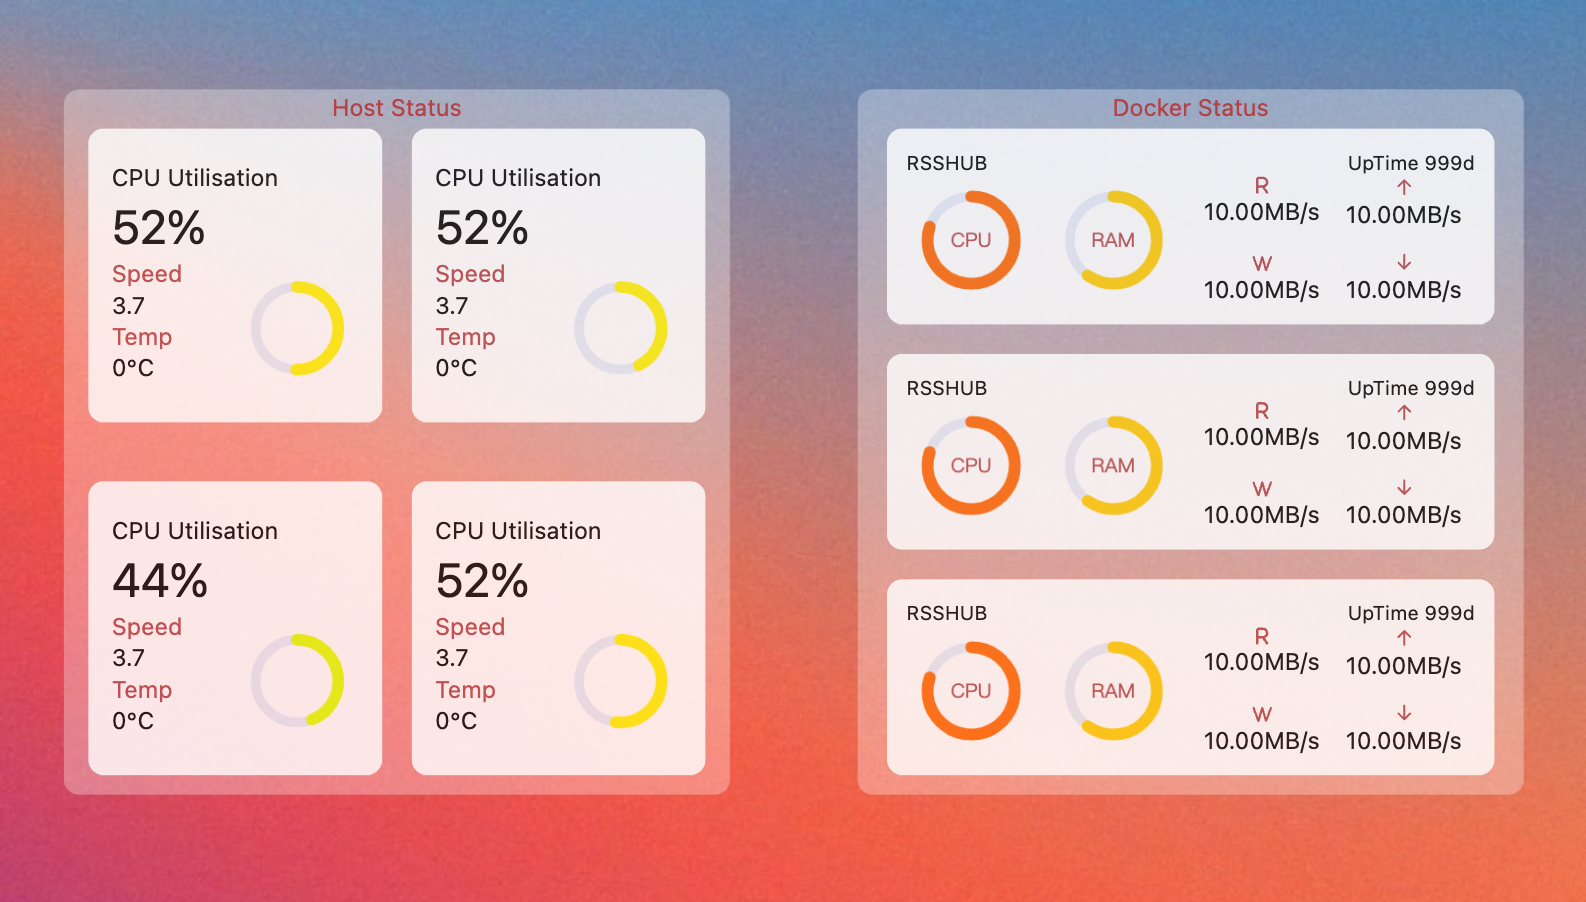 Host Status
CPU Utilisation
52%
Speed
3.7
Temp
0°C
CPU Utilisation
52%
Speed
3.7
Temp
0°C
CPU Utilisation
44%
Speed
3.7
Temp
0°C
CPU Utilisation
52%
Speed
3.7
Temp
0°C
Docker Status
RSSHUB
UpTime 999d
CPU
RAM
R
↑
10.00MB/s
10.00MB/s
W
↓
10.00MB/s
10.00MB/s
RSSHUB
UpTime 999d
CPU
RAM
R
↑
10.00MB/s
10.00MB/s
W
↓
10.00MB/s
10.00MB/s
RSSHUB
UpTime 999d
CPU
RAM
R
↑
10.00MB/s
10.00MB/s
W
↓
10.00MB/s
10.00MB/s